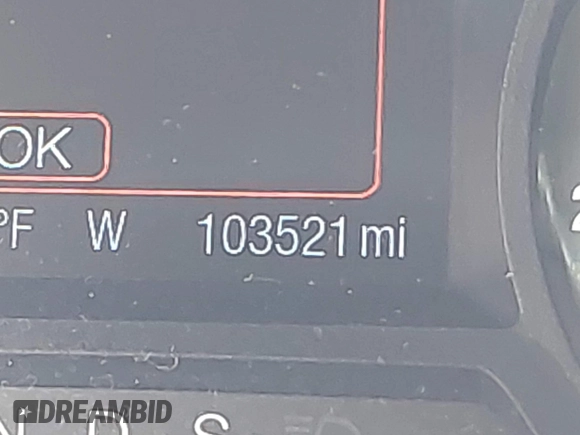 OK
°F W 103521 mi
N D S
DREAMBID